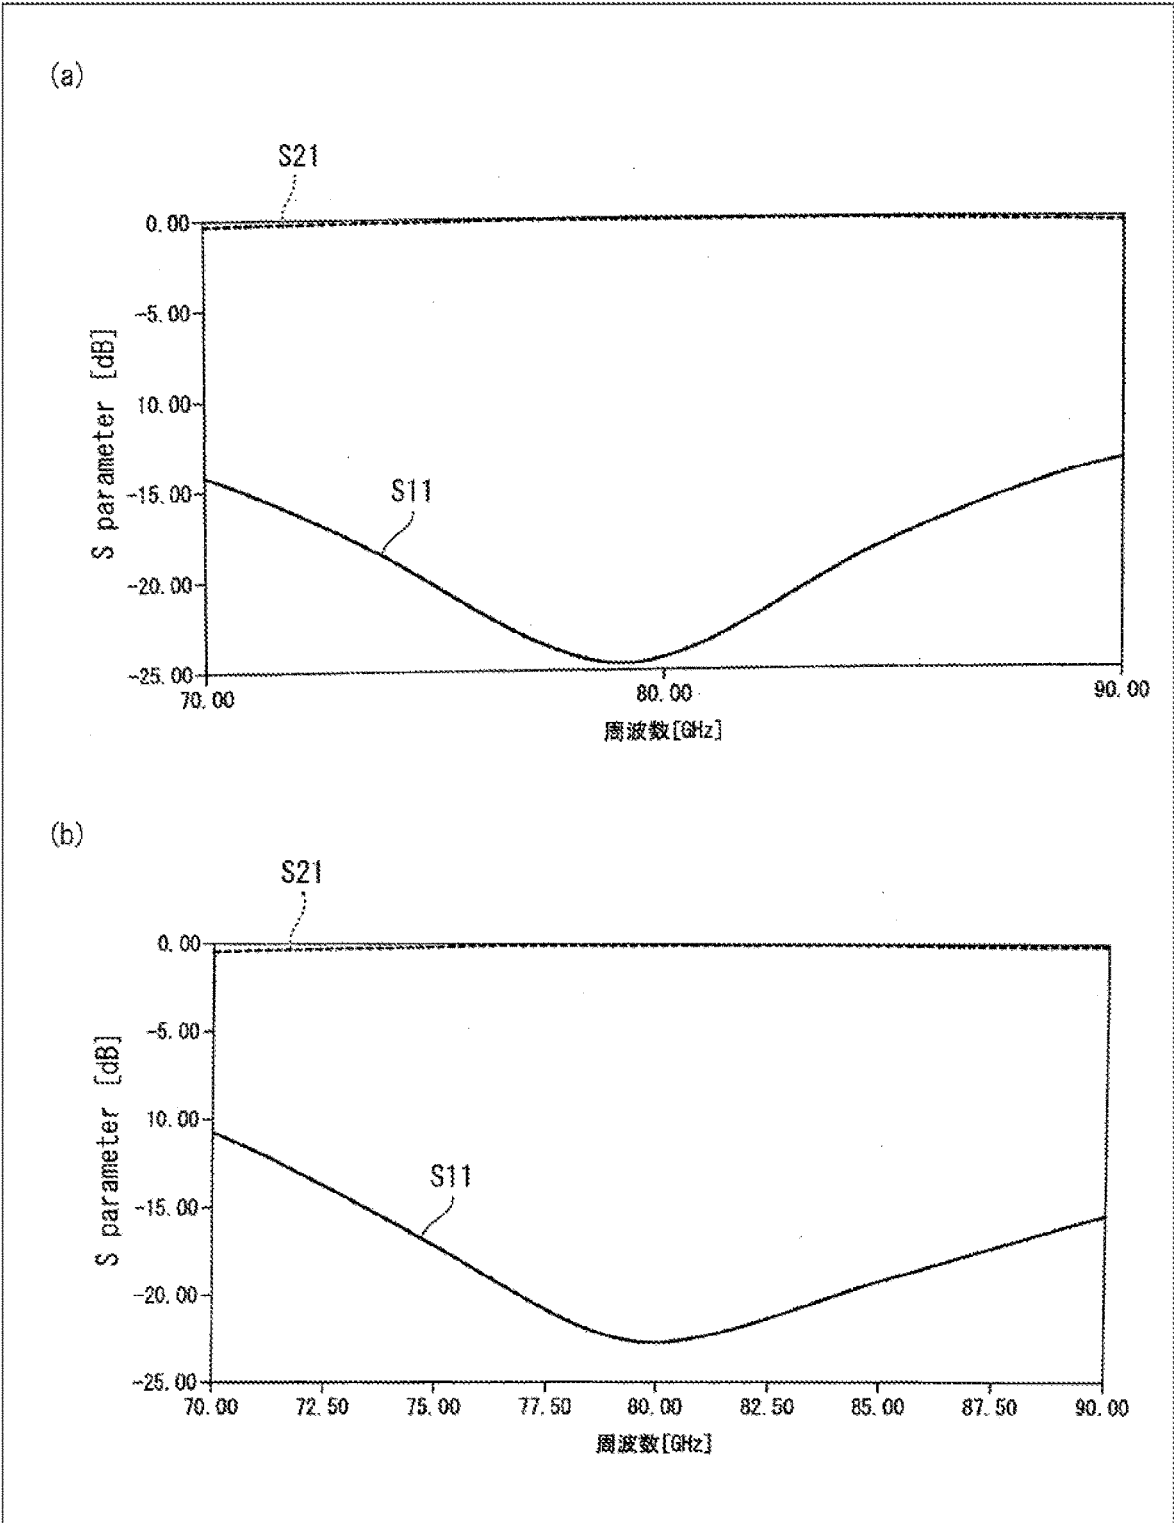 (a)
S21
0.00
-5.00
10.00
-15.00
-20.00
-25.00
S parameter [dB]
S11
70.00 80.00 90.00
周波数[GHz]
(b)
S21
0.00
-5.00
10.00
-15.00
-20.00
-25.00
S parameter [dB]
S11
70.00 72.50 75.00 77.50 80.00 82.50 85.00 87.50 90.00
周波数[GHz]